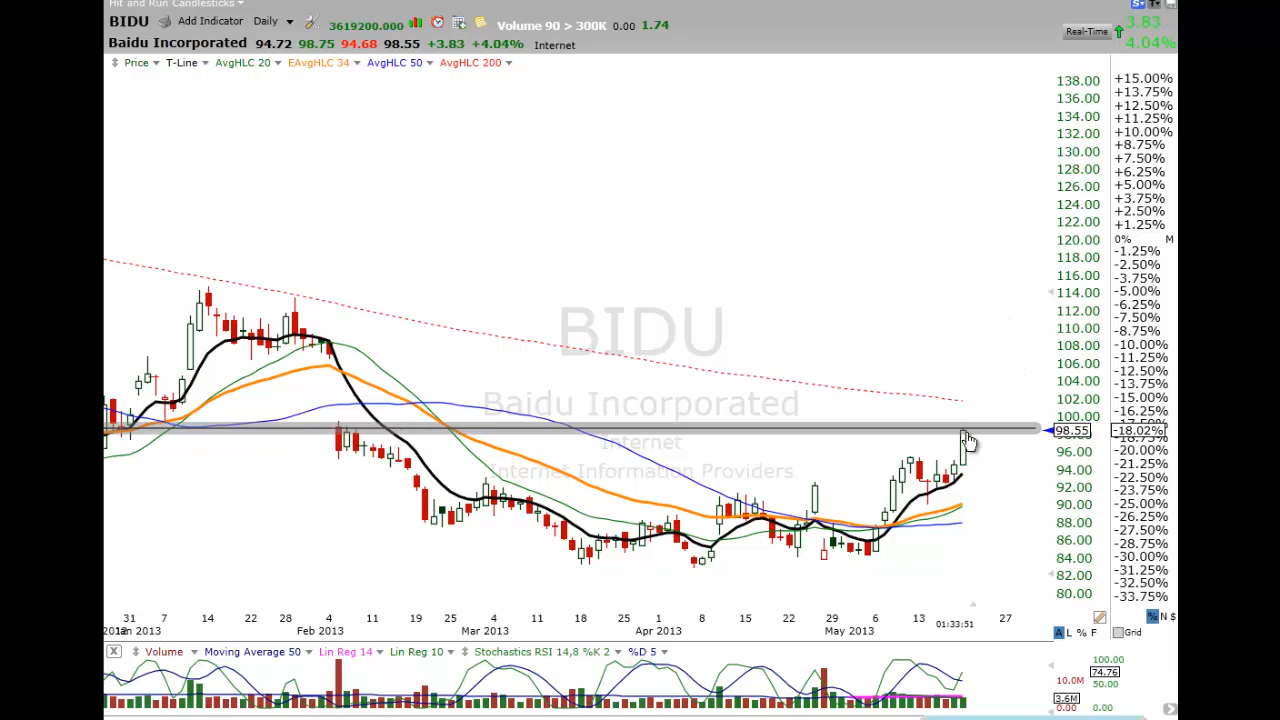 Hit and Run Candlesticks
BIDU Add Indicator Daily 3619200.000 Volume 90 > 300K 0.00 1.74
Real-Time 3.83
4.04%
Baidu Incorporated 94.72 98.75 94.68 98.55 +3.83 +4.04% Internet
Price T-Line AvgHLC 20 EAvgHLC 34 AvgHLC 50 AvgHLC 200
138.00 +15.00%
136.00 +13.75%
134.00 +12.50%
132.00 +11.25%
130.00 +10.00%
128.00 +8.75%
126.00 +7.50%
124.00 +6.25%
122.00 +5.00%
120.00 +3.75%
118.00 +2.50%
116.00 +1.25%
114.00 0% M
112.00 -1.25%
110.00 -2.50%
108.00 -3.75%
106.00 -5.00%
104.00 -6.25%
102.00 -7.50%
100.00 -8.75%
98.55 -10.00%
96.00 -11.25%
94.00 -12.50%
92.00 -13.75%
90.00 -15.00%
88.00 -16.25%
86.00 -18.02%
84.00 -20.00%
82.00 -21.25%
80.00 -22.50%
-23.75%
-25.00%
-26.25%
-27.50%
-28.75%
-30.00%
-31.25%
-32.50%
-33.75%
BIDU
Baidu Incorporated
Internet
Internet Information Providers
31 7 14 22 28 4 11 19 25 4 11 18 25 1 8 15 22 29 6 13 01:33:51 27
2012 Jan 2013 Feb 2013 Mar 2013 Apr 2013 May 2013
% N $
A L % F Grid
X Volume Moving Average 50 Lin Reg 14 Lin Reg 10 Stochastics RSI 14,8 %K 2 %D 5
100.00
74.76
10.0M 50.00
3.6M
0.00 0.00